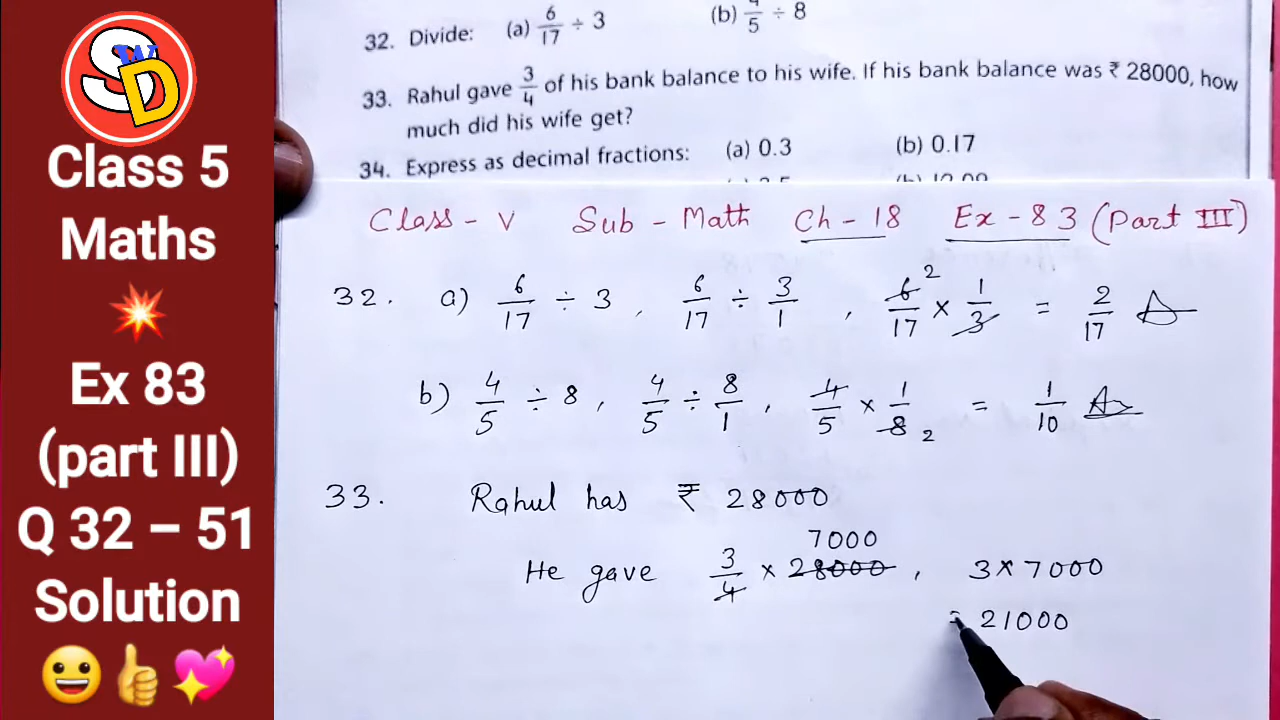 SWD
Class 5
Maths
💥
Ex 83
(part III)
Q 32 – 51
Solution
😀👍💖
32. Divide: (a) 6/17 ÷ 3 (b) 4/5 ÷ 8
33. Rahul gave 3/4 of his bank balance to his wife. If his bank balance was ₹ 28000, how
much did his wife get?
34. Express as decimal fractions: (a) 0.3 (b) 0.17
Class - V Sub - Math Ch - 18 Ex - 83 (Part III)
32. a) 6/17 ÷ 3 , 6/17 ÷ 3/1 , 6/17 2 × 1/3 = 2/17
b) 4/5 ÷ 8 , 4/5 ÷ 8/1 , 4/5 × 1/8 2 = 1/10
33. Rahul has ₹ 28000
7000
He gave 3/4 × 28000 , 3 × 7000
= 21000